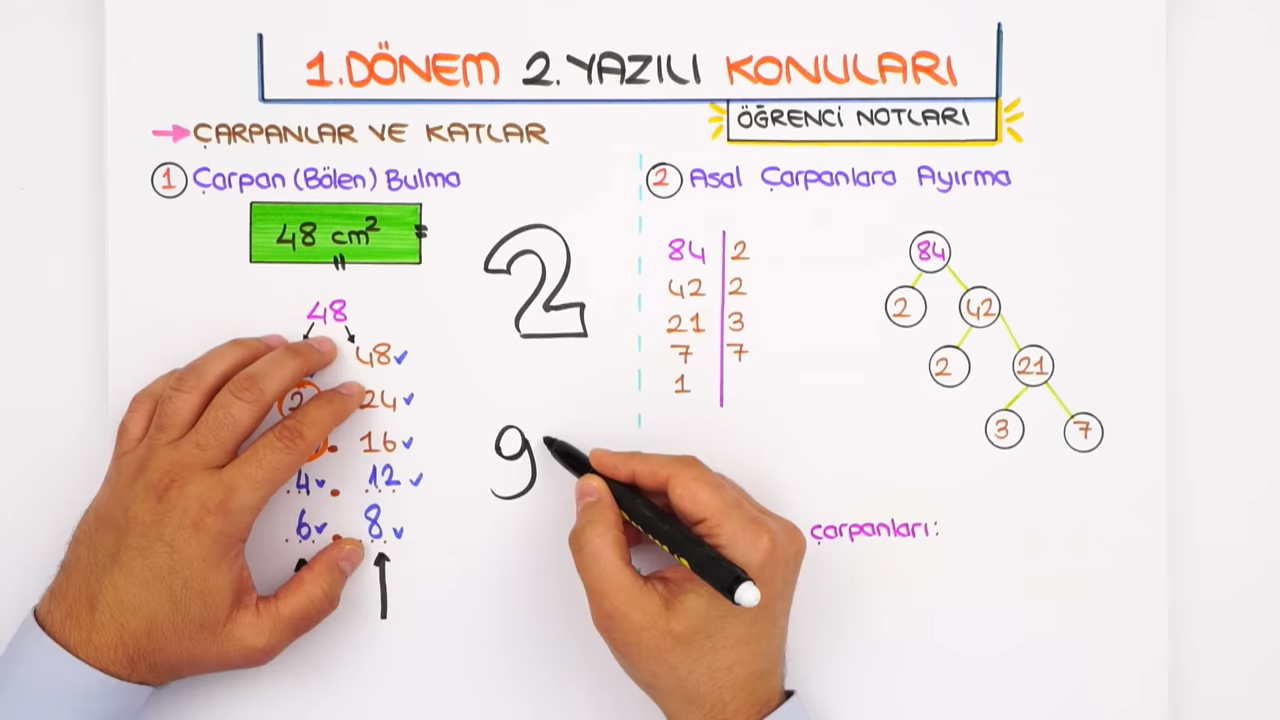 1.DÖNEM 2.YAZILI KONULARI
ÖĞRENCİ NOTLARI
ÇARPANLAR VE KATLAR
1 Çarpan (Bölen) Bulma
48 cm²
48
48
2 24
. 16
4 . 12
6 . 8
2
9
2 Asal Çarpanlara Ayırma
84 2
42 2
21 3
7 7
1
84
2 42
2 21
3 7
çarpanları: